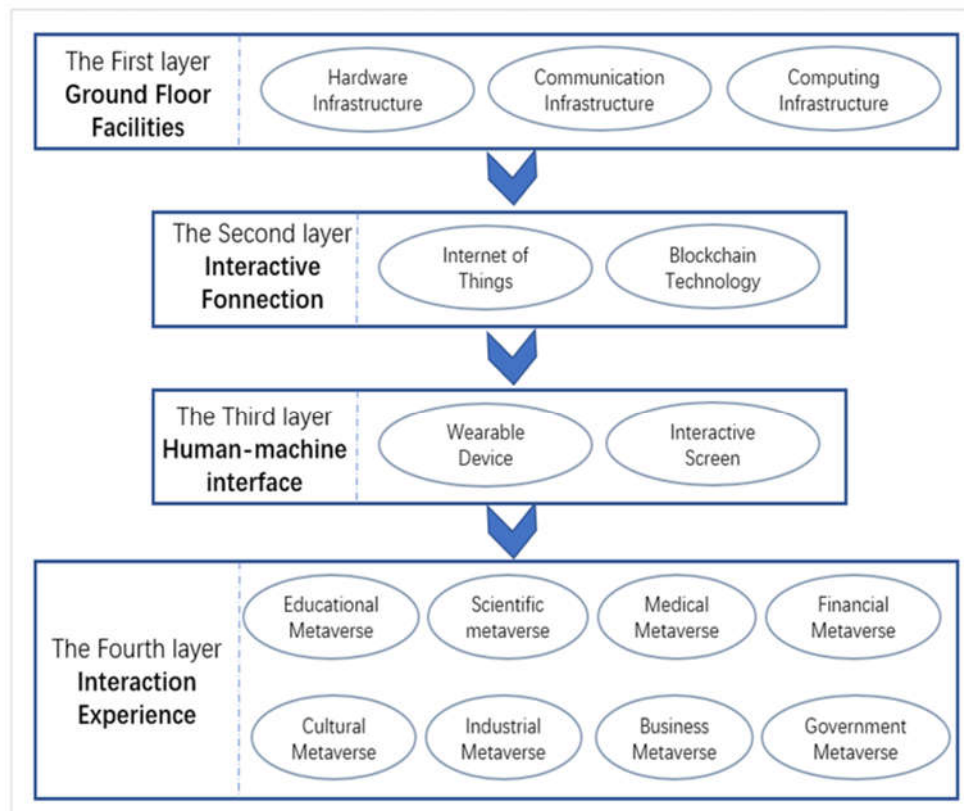 The First layer
Ground Floor
Facilities
Hardware
Infrastructure
Communication
Infrastructure
Computing
Infrastructure
The Second layer
Interactive
Fonnection
Internet of
Things
Blockchain
Technology
The Third layer
Human-machine
interface
Wearable
Device
Interactive
Screen
The Fourth layer
Interaction
Experience
Educational
Metaverse
Scientific
metaverse
Medical
Metaverse
Financial
Metaverse
Cultural
Metaverse
Industrial
Metaverse
Business
Metaverse
Government
Metaverse